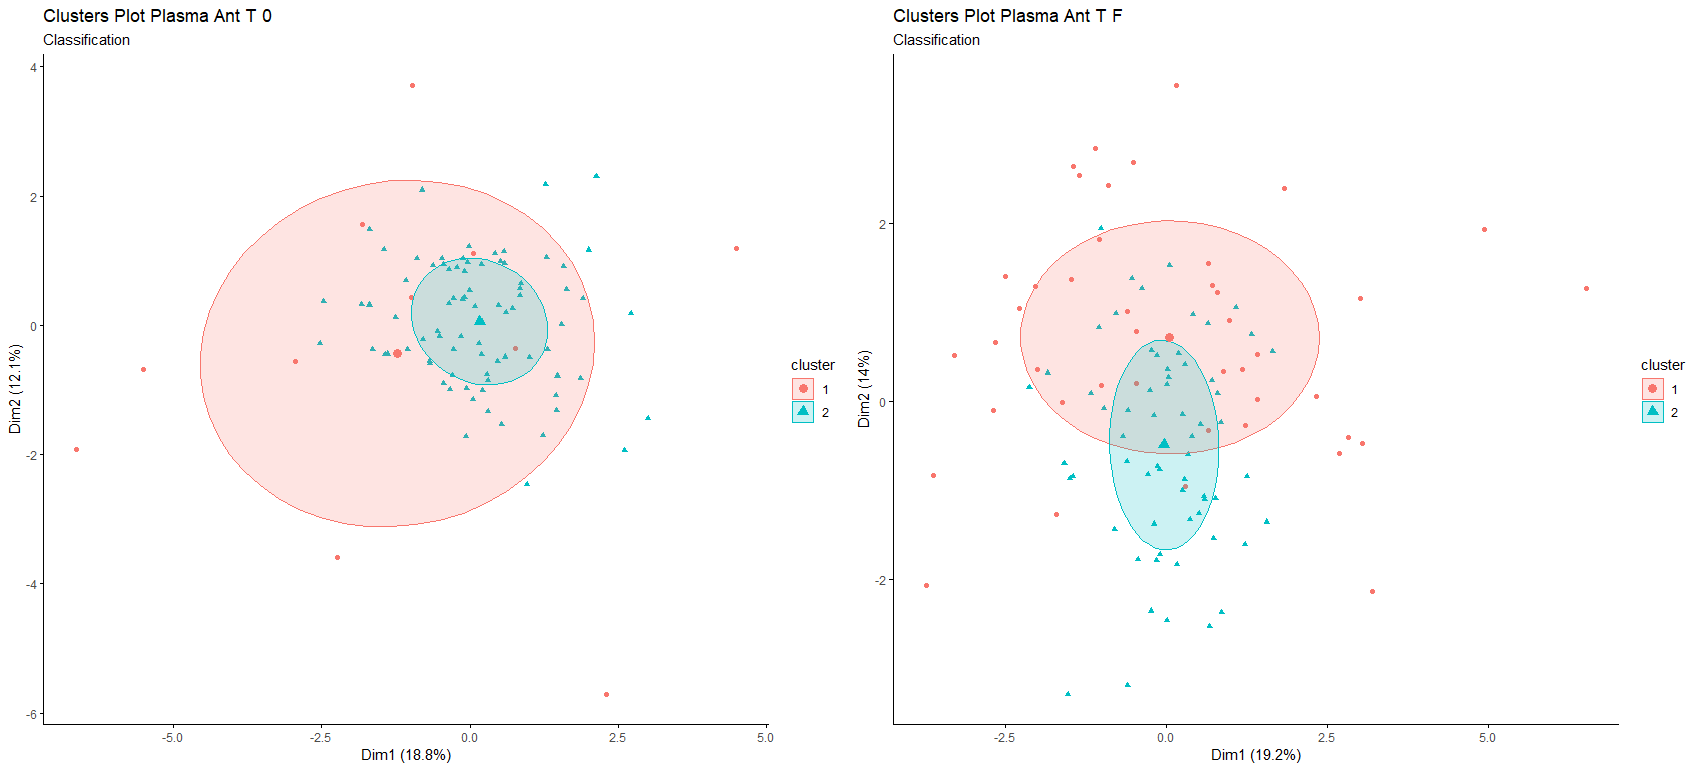 Clusters Plot Plasma Ant T 0
Classification
4
2
0
-2
-4
-6
Dim2 (12.1%)
-5.0
-2.5
0.0
2.5
5.0
Dim1 (18.8%)
cluster
1
2
Clusters Plot Plasma Ant T F
Classification
2
0
-2
Dim2 (14%)
-2.5
0.0
2.5
5.0
Dim1 (19.2%)
cluster
1
2